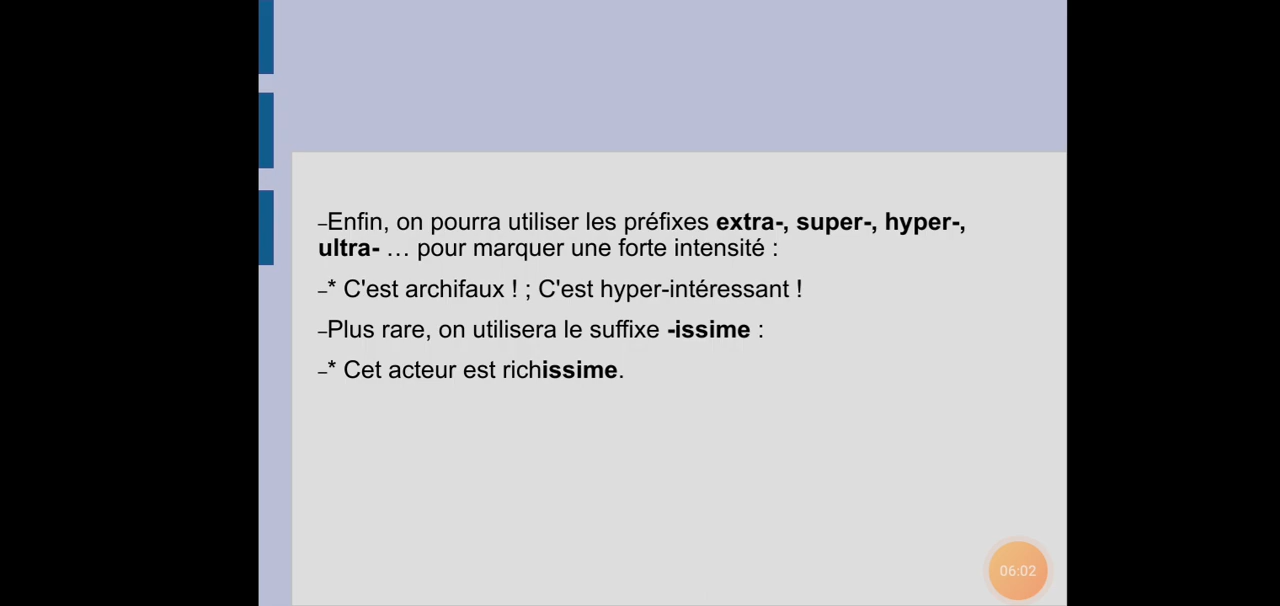 –Enfin, on pourra utiliser les préfixes extra-, super-, hyper-,
ultra- … pour marquer une forte intensité :
–* C'est archifaux ! ; C'est hyper-intéressant !
–Plus rare, on utilisera le suffixe -issime :
–* Cet acteur est richissime.
06:02